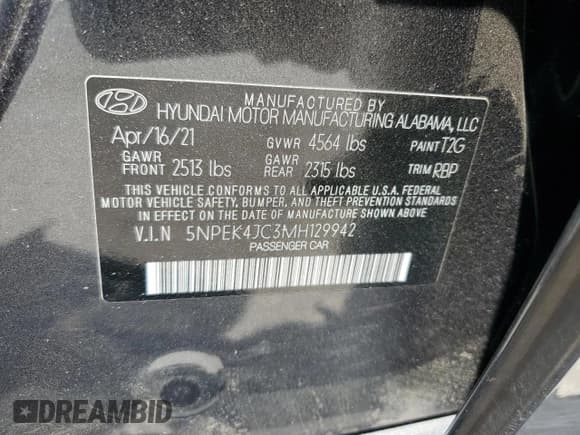 MANUFACTURED BY
HYUNDAI MOTOR MANUFACTURING ALABAMA, LLC
Apr/16/21 GVWR 4564 lbs PAINT T2G
GAWR FRONT 2513 lbs GAWR REAR 2315 lbs TRIM RBP
THIS VEHICLE CONFORMS TO ALL APPLICABLE U.S.A. FEDERAL
MOTOR VEHICLE SAFETY, BUMPER, AND THEFT PREVENTION STANDARDS
IN EFFECT ON THE DATE OF MANUFACTURE SHOWN ABOVE
V.I.N 5NPEK4JC3MH129942
PASSENGER CAR
DREAMBID